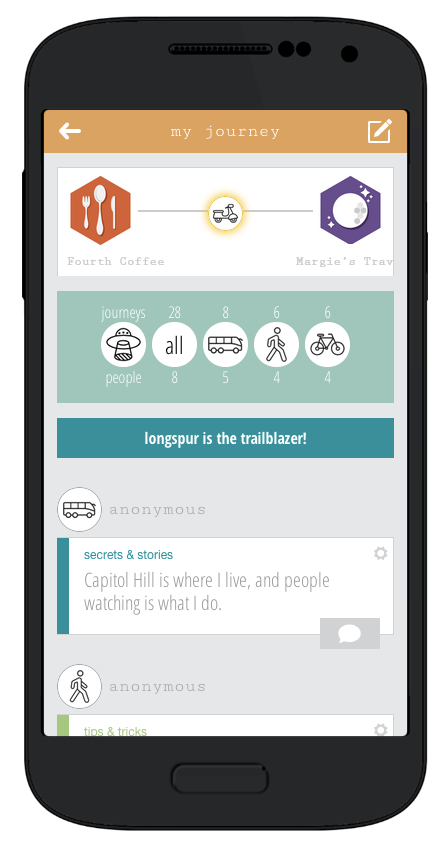 my journey
Fourth Coffee
Margie's Trav
journeys 28 8 6 6
all
people 8 5 4 4
longspur is the trailblazer!
anonymous
secrets & stories
Capitol Hill is where I live, and people
watching is what I do.
anonymous
tips & tricks